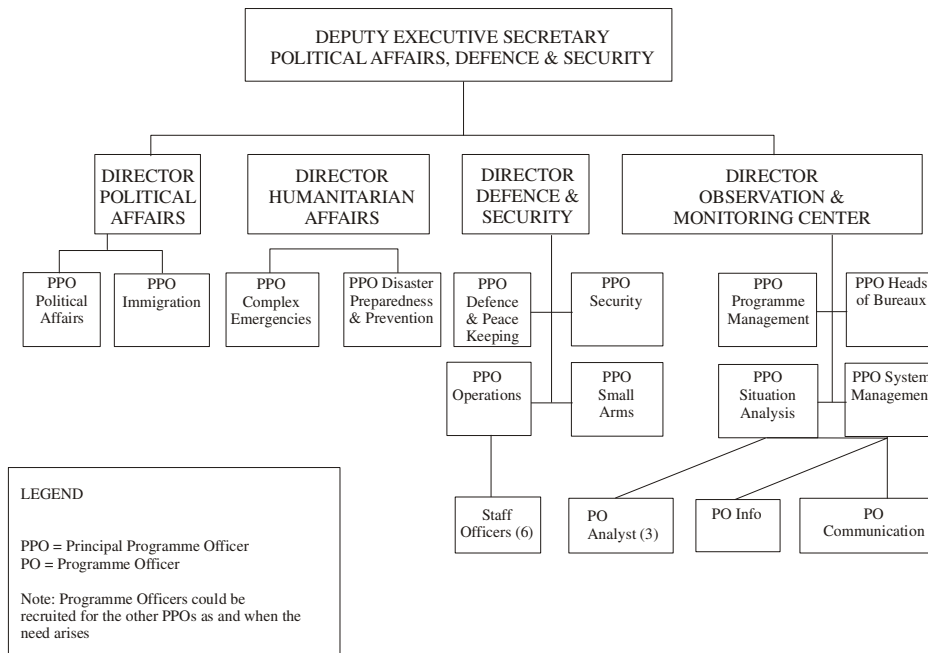 DEPUTY EXECUTIVE SECRETARY
POLITICAL AFFAIRS, DEFENCE & SECURITY
DIRECTOR
POLITICAL
AFFAIRS
DIRECTOR
HUMANITARIAN
AFFAIRS
DIRECTOR
DEFENCE &
SECURITY
DIRECTOR
OBSERVATION &
MONITORING CENTER
PPO
Political
Affairs
PPO
Immigration
PPO
Complex
Emergencies
PPO Disaster
Preparedness
& Prevention
PPO
Defence
& Peace
Keeping
PPO
Security
PPO
Programme
Management
PPO Heads
of Bureaux
PPO
Operations
PPO
Small
Arms
PPO
Situation
Analysis
PPO System
Management
Staff
Officers (6)
PO
Analyst (3)
PO Info
PO
Communication
LEGEND
PPO = Principal Programme Officer
PO = Programme Officer
Note: Programme Officers could be
recruited for the other PPOs as and when the
need arises